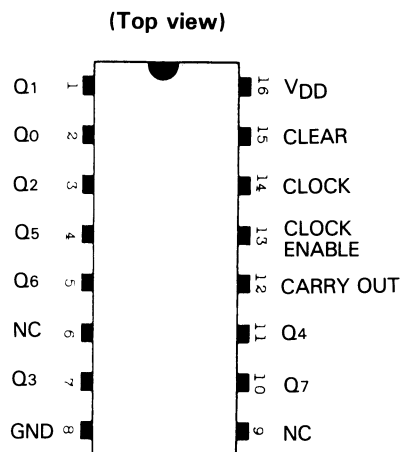 (Top view)
Q1 1 16 VDD
Q0 2 15 CLEAR
Q2 3 14 CLOCK
Q5 4 13 CLOCK
ENABLE
Q6 5 12 CARRY OUT
NC 6 11 Q4
Q3 7 10 Q7
GND 8 9 NC